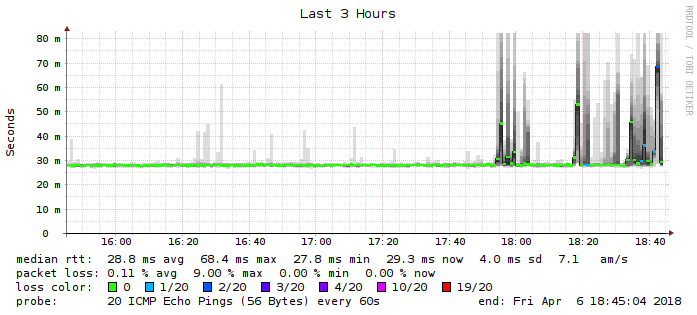 Last 3 Hours
RRDTOOL / TOBI OETIKER
Seconds
80 m
70 m
60 m
50 m
40 m
30 m
20 m
10 m
0
16:00 16:20 16:40 17:00 17:20 17:40 18:00 18:20 18:40
median rtt: 28.8 ms avg 68.4 ms max 27.8 ms min 29.3 ms now 4.0 ms sd 7.1 am/s
packet loss: 0.11 % avg 9.00 % max 0.00 % min 0.00 % now
loss color: 0 1/20 2/20 3/20 4/20 10/20 19/20
probe: 20 ICMP Echo Pings (56 Bytes) every 60s end: Fri Apr 6 18:45:04 2018